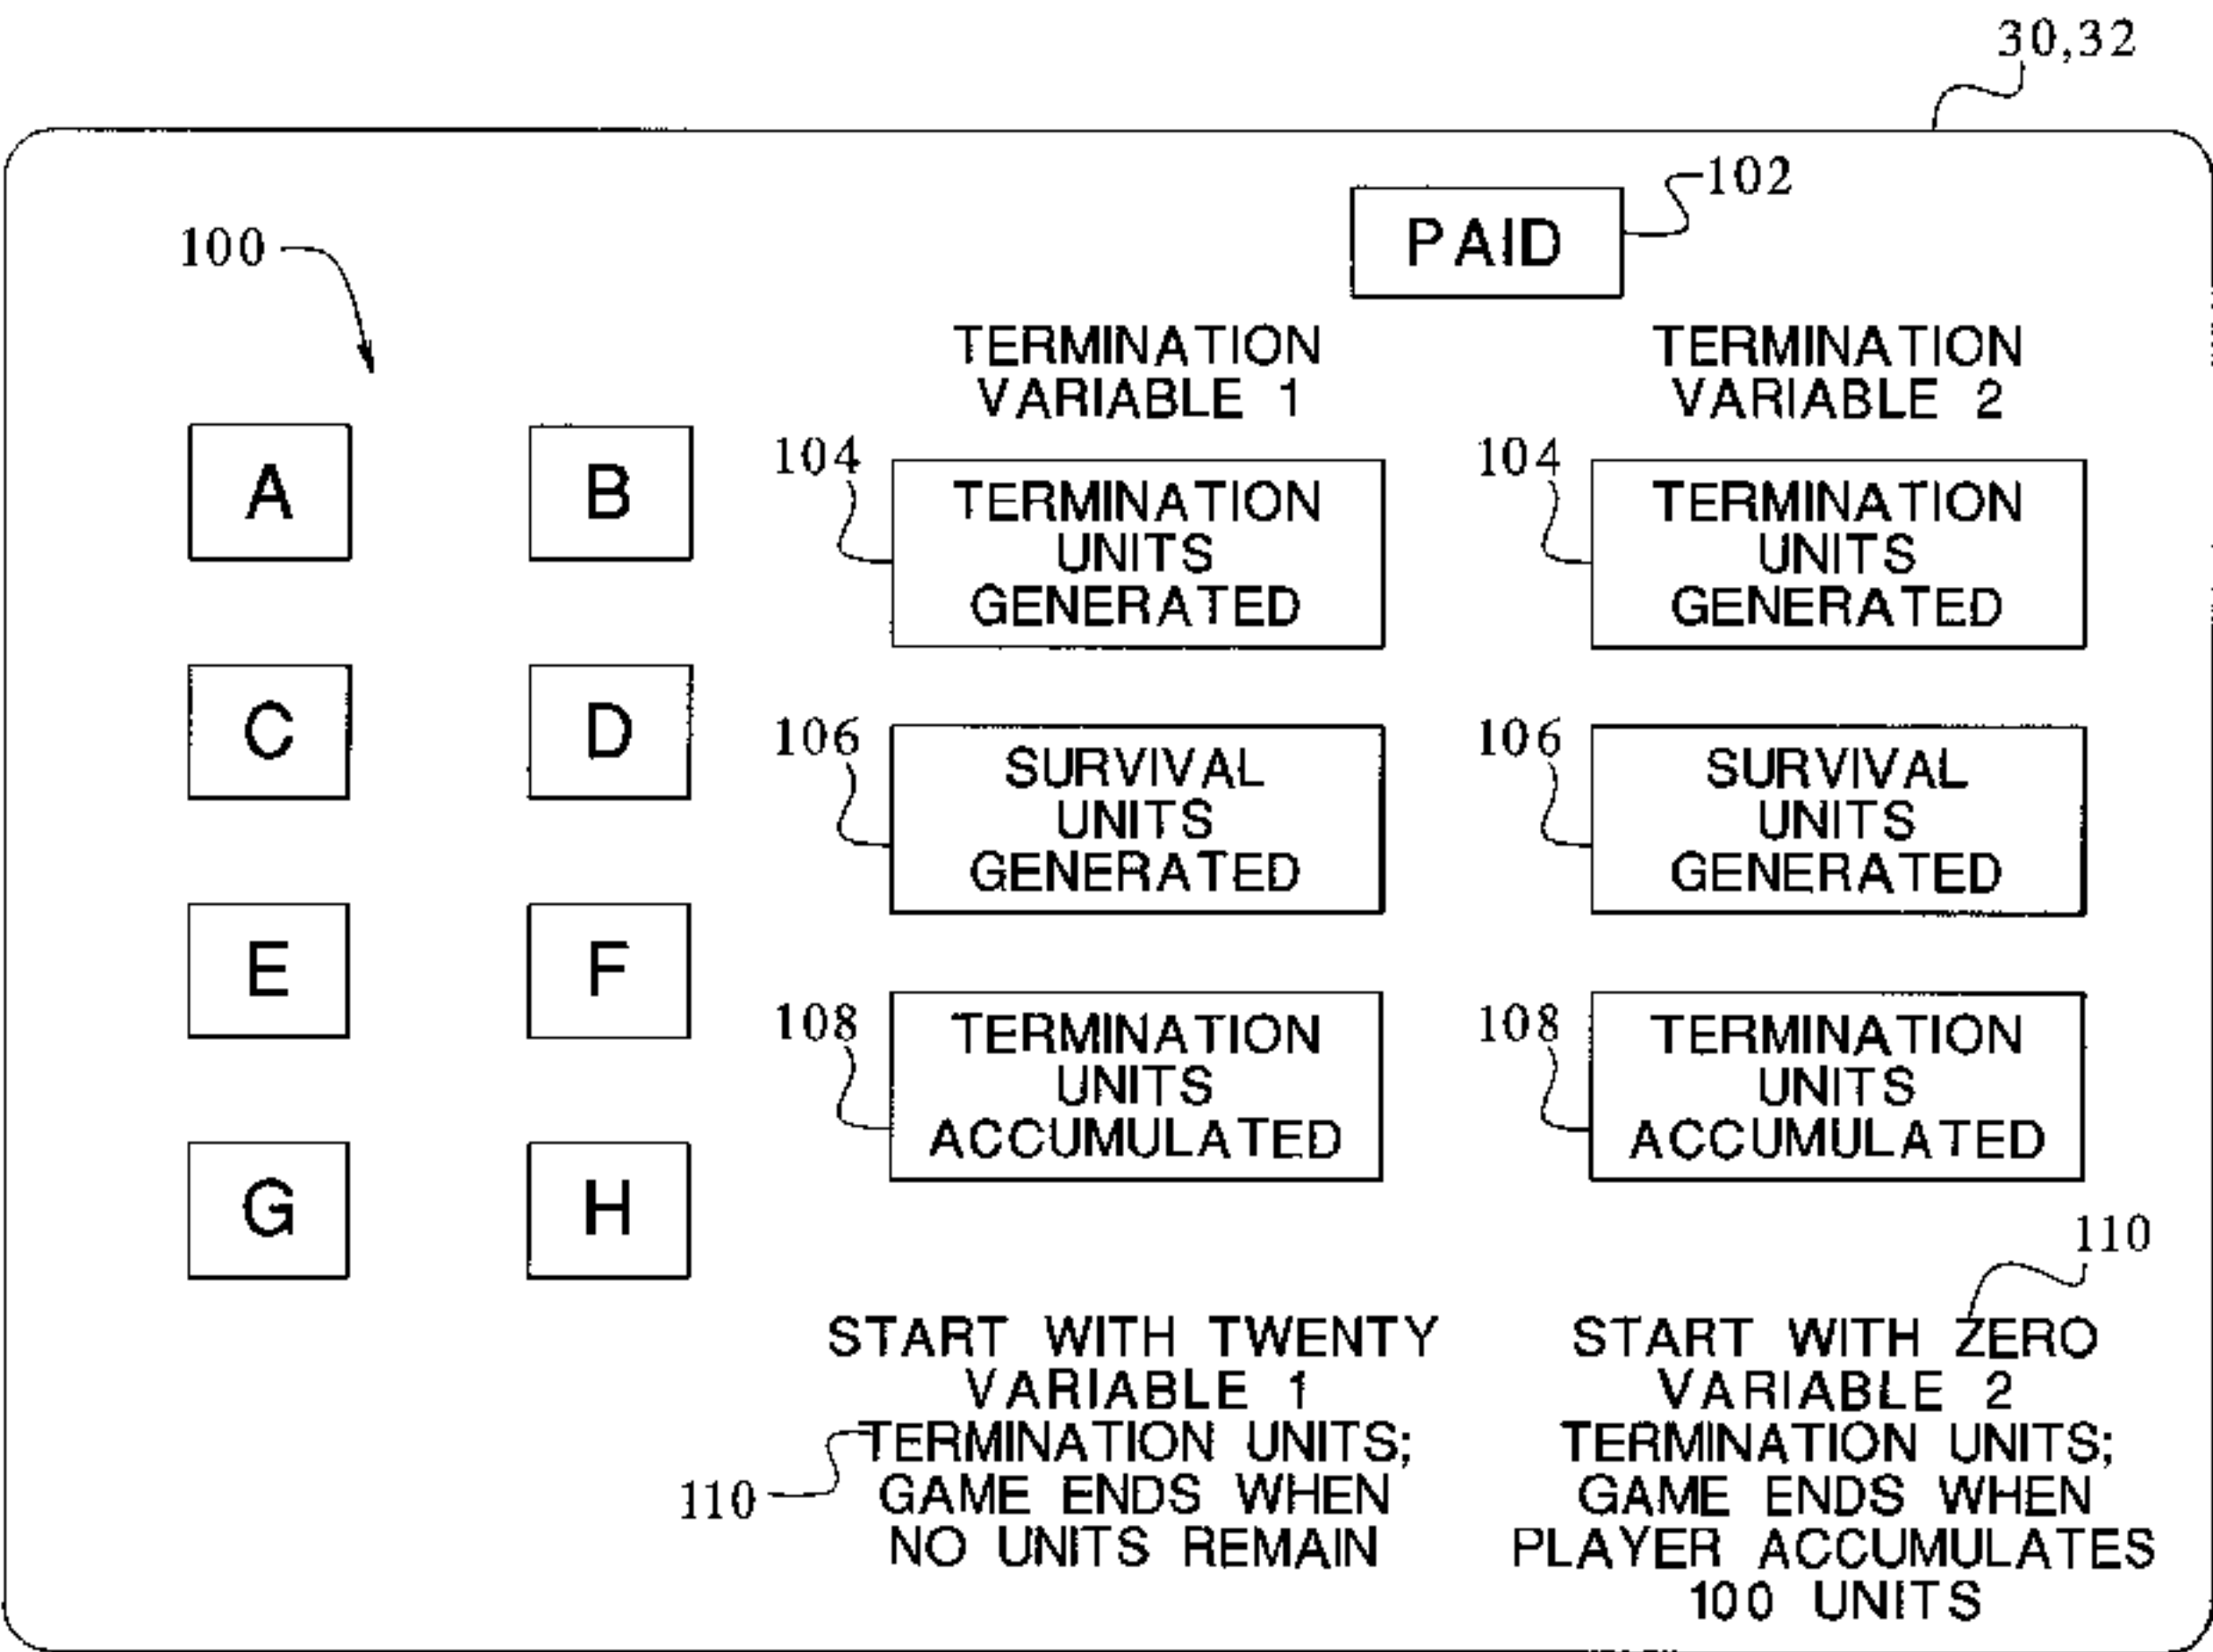 30,32
102
PAID
100
TERMINATION
VARIABLE 1
TERMINATION
VARIABLE 2
A
B
C
D
E
F
G
H
104
TERMINATION
UNITS
GENERATED
104
TERMINATION
UNITS
GENERATED
106
SURVIVAL
UNITS
GENERATED
106
SURVIVAL
UNITS
GENERATED
108
TERMINATION
UNITS
ACCUMULATED
108
TERMINATION
UNITS
ACCUMULATED
START WITH TWENTY
VARIABLE 1
TERMINATION UNITS;
GAME ENDS WHEN
NO UNITS REMAIN
110
110
START WITH ZERO
VARIABLE 2
TERMINATION UNITS;
GAME ENDS WHEN
PLAYER ACCUMULATES
100 UNITS